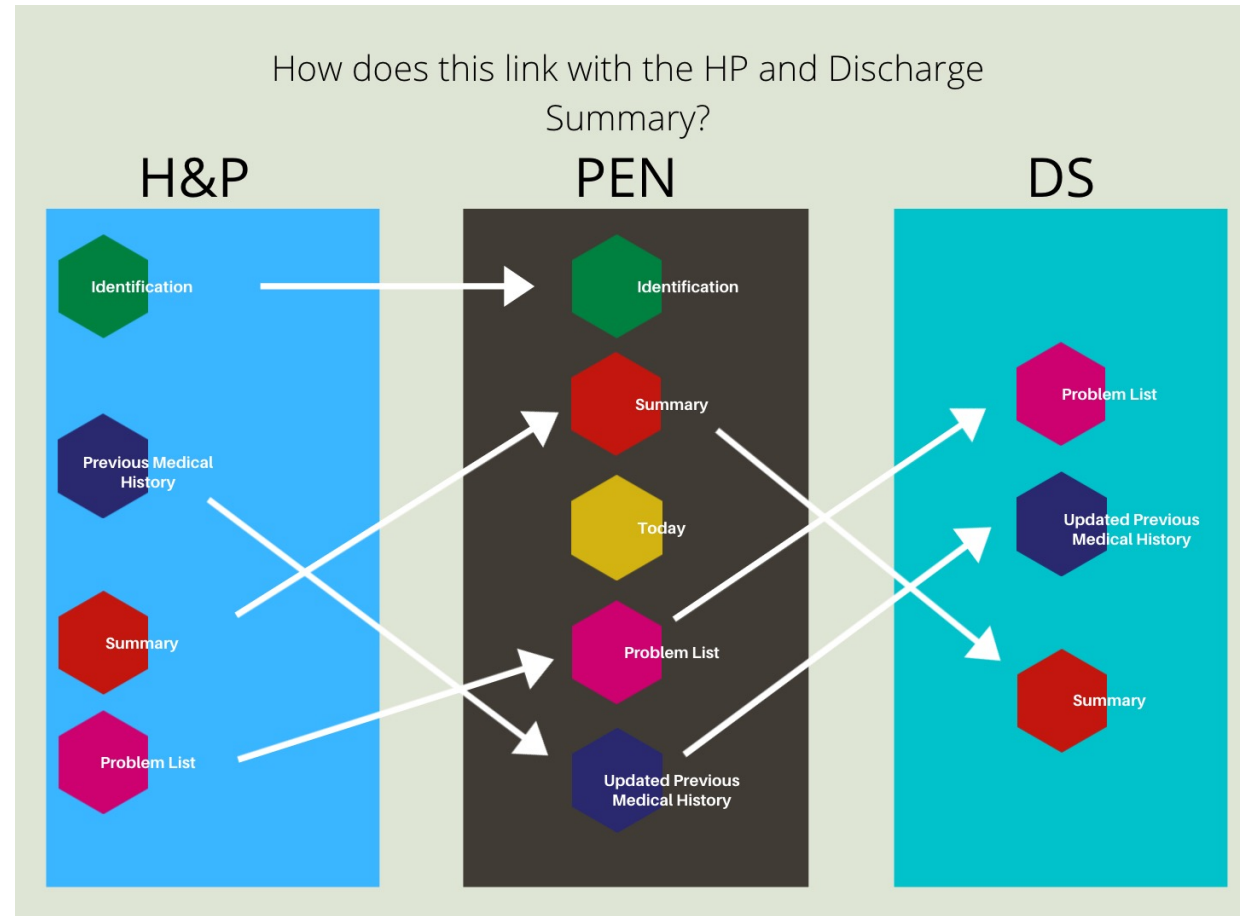 How does this link with the HP and Discharge
Summary?
H&P
PEN
DS
Identification
Previous Medical
History
Summary
Problem List
Identification
Summary
Today
Problem List
Updated Previous
Medical History
Problem List
Updated Previous
Medical History
Summary